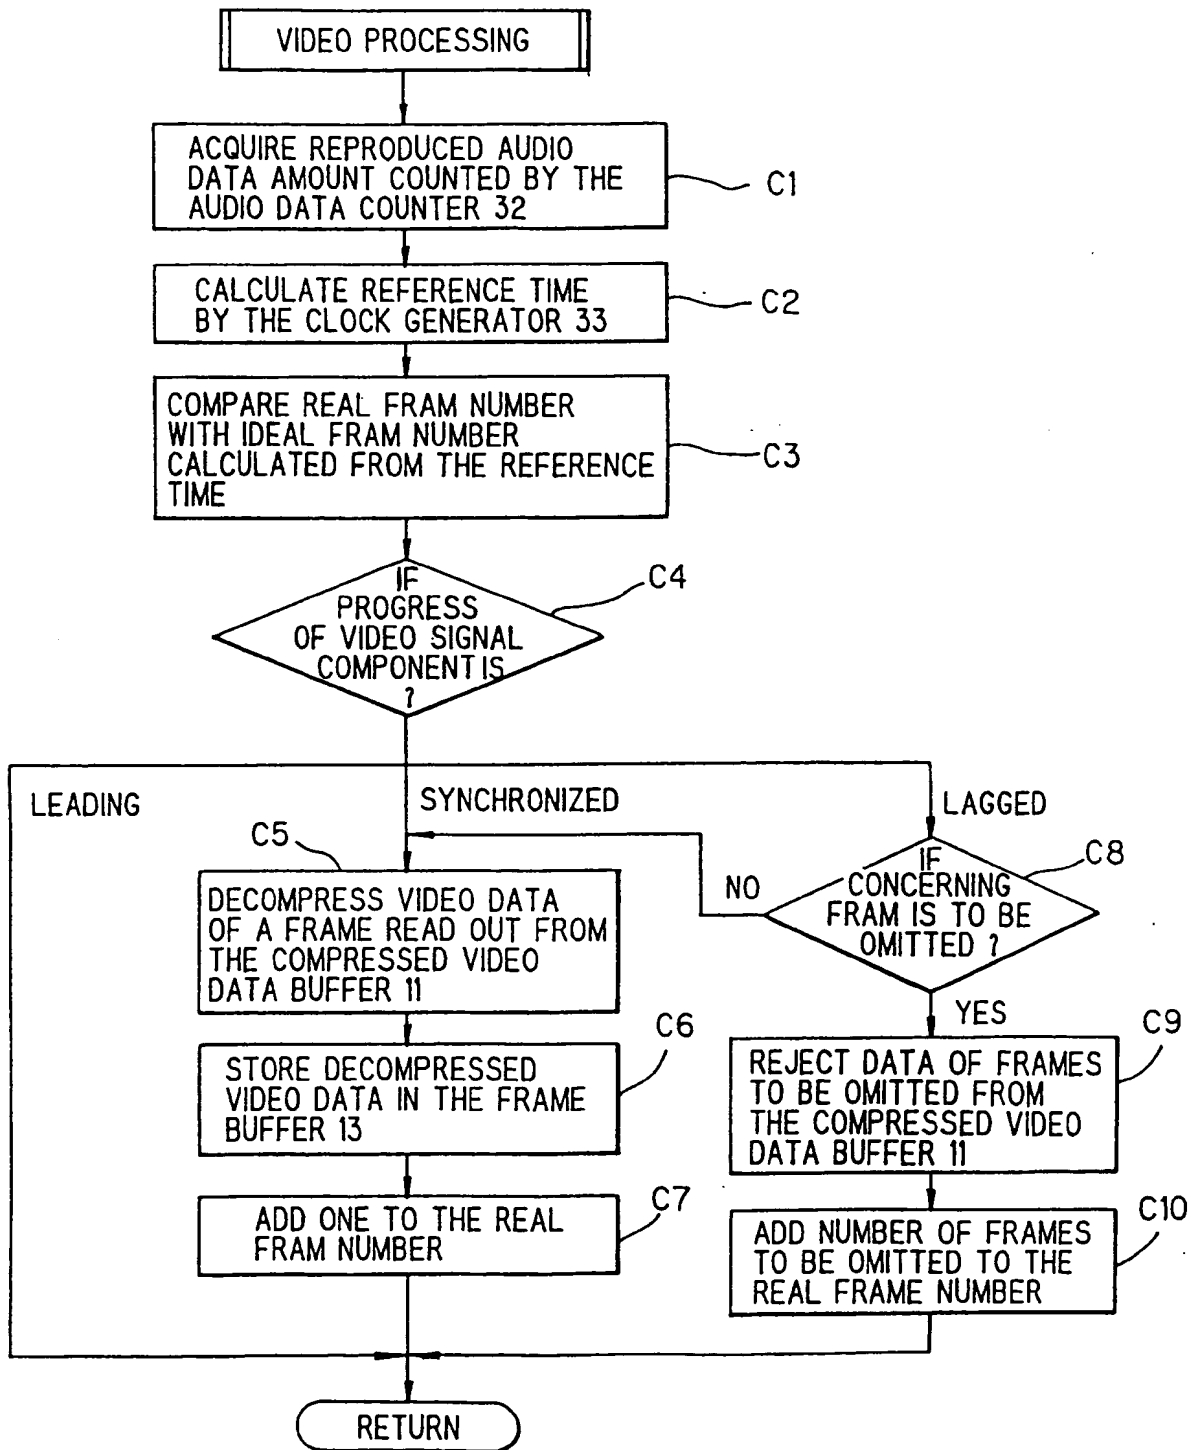 VIDEO PROCESSING
ACQUIRE REPRODUCED AUDIO
DATA AMOUNT COUNTED BY THE
AUDIO DATA COUNTER 32
C1
CALCULATE REFERENCE TIME
BY THE CLOCK GENERATOR 33
C2
COMPARE REAL FRAM NUMBER
WITH IDEAL FRAM NUMBER
CALCULATED FROM THE REFERENCE
TIME
C3
IF
PROGRESS
OF VIDEO SIGNAL
COMPONENT IS
?
C4
LEADING
SYNCHRONIZED
LAGGED
C5
DECOMPRESS VIDEO DATA
OF A FRAME READ OUT FROM
THE COMPRESSED VIDEO
DATA BUFFER 11
NO
IF
CONCERNING
FRAM IS TO BE
OMITTED ?
C8
YES
C6
STORE DECOMPRESSED
VIDEO DATA IN THE FRAME
BUFFER 13
C9
REJECT DATA OF FRAMES
TO BE OMITTED FROM
THE COMPRESSED VIDEO
DATA BUFFER 11
C7
ADD ONE TO THE REAL
FRAM NUMBER
C10
ADD NUMBER OF FRAMES
TO BE OMITTED TO THE
REAL FRAME NUMBER
RETURN